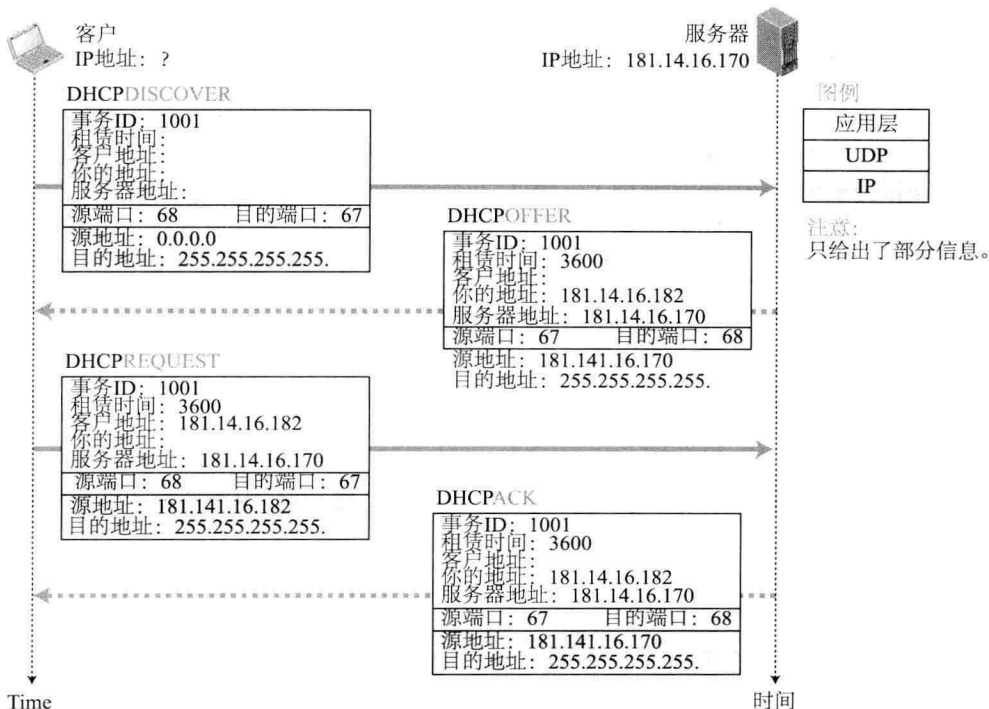 客户
IP地址：?
服务器
IP地址：181.14.16.170
DHCPDISCOVER
事务ID：1001
租赁时间：
客户地址：
你的地址：
服务器地址：
源端口：68 目的端口：67
源地址：0.0.0.0
目的地址：255.255.255.255.
图例
应用层
UDP
IP
注意：
只给出了部分信息。
DHCPOFFER
事务ID：1001
租赁时间：3600
客户地址：
你的地址：181.14.16.182
服务器地址：181.14.16.170
源端口：67 目的端口：68
源地址：181.141.16.170
目的地址：255.255.255.255.
DHCPREQUEST
事务ID：1001
租赁时间：3600
客户地址：181.14.16.182
你的地址：
服务器地址：181.14.16.170
源端口：68 目的端口：67
源地址：181.141.16.182
目的地址：255.255.255.255.
DHCPACK
事务ID：1001
租赁时间：3600
客户地址：
你的地址：181.14.16.182
服务器地址：181.14.16.170
源端口：67 目的端口：68
源地址：181.141.16.170
目的地址：255.255.255.255.
Time
时间